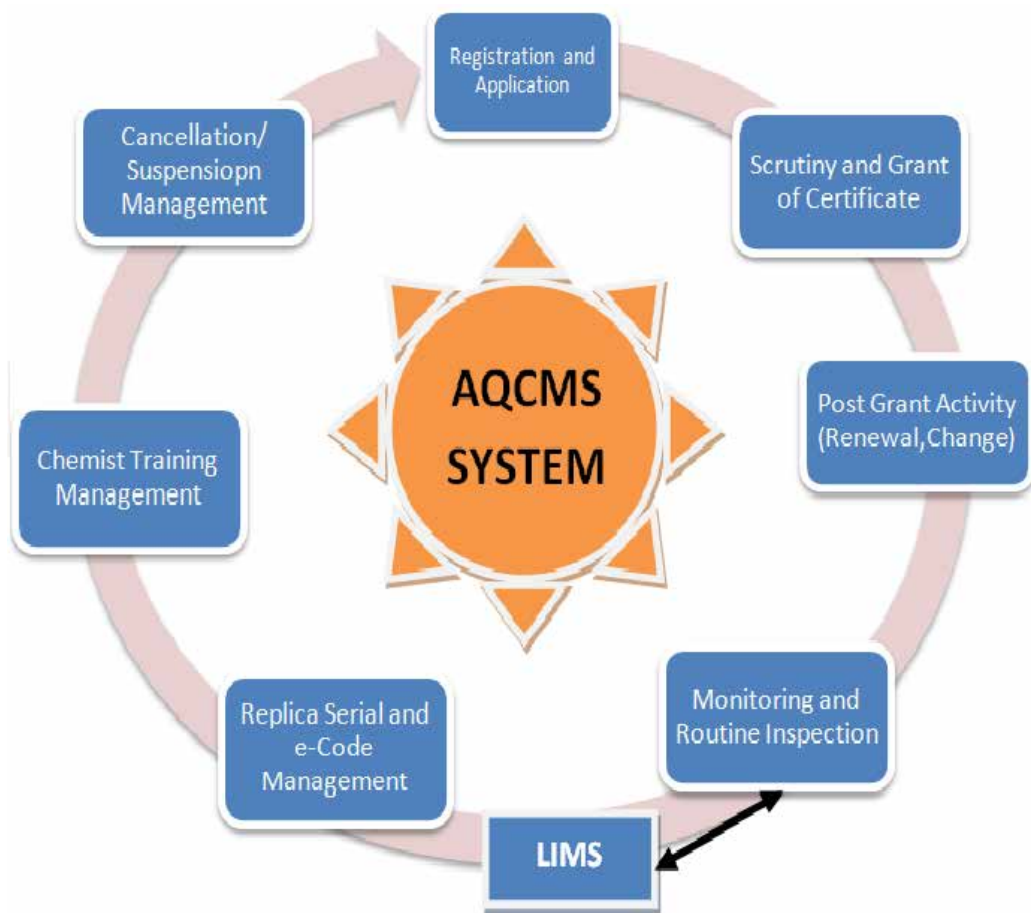 Registration and
Application
Scrutiny and Grant
of Certificate
Post Grant Activity
(Renewal,Change)
Monitoring and
Routine Inspection
LIMS
Replica Serial and
e-Code
Management
Chemist Training
Management
Cancellation/
Suspensiopn
Management
AQCMS
SYSTEM